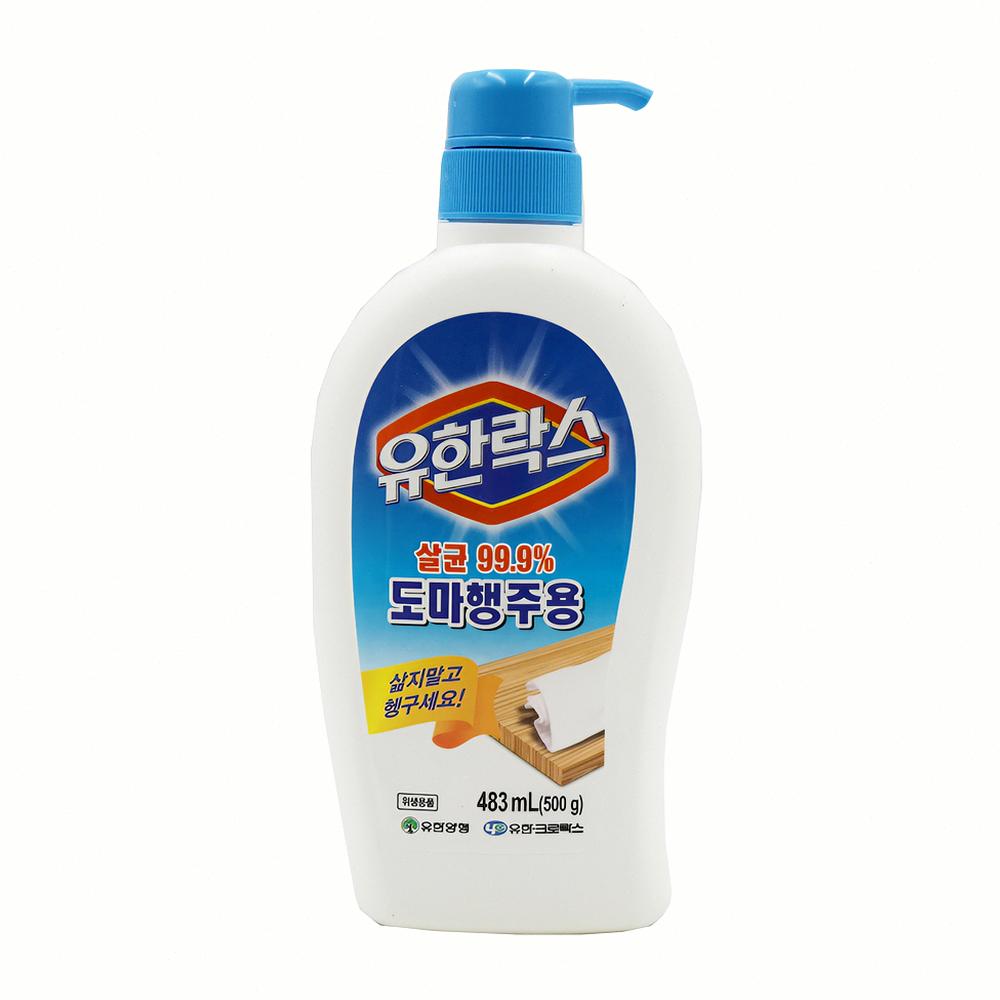 유한락스
살균 99.9%
도마행주용
삶지말고
헹구세요!
위생용품
483 mL(500 g)
유한양행
유한크로락스